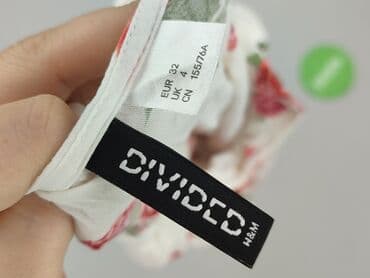 EUR 32
UK 4
CN 155/76A
DIVIDED
H&M